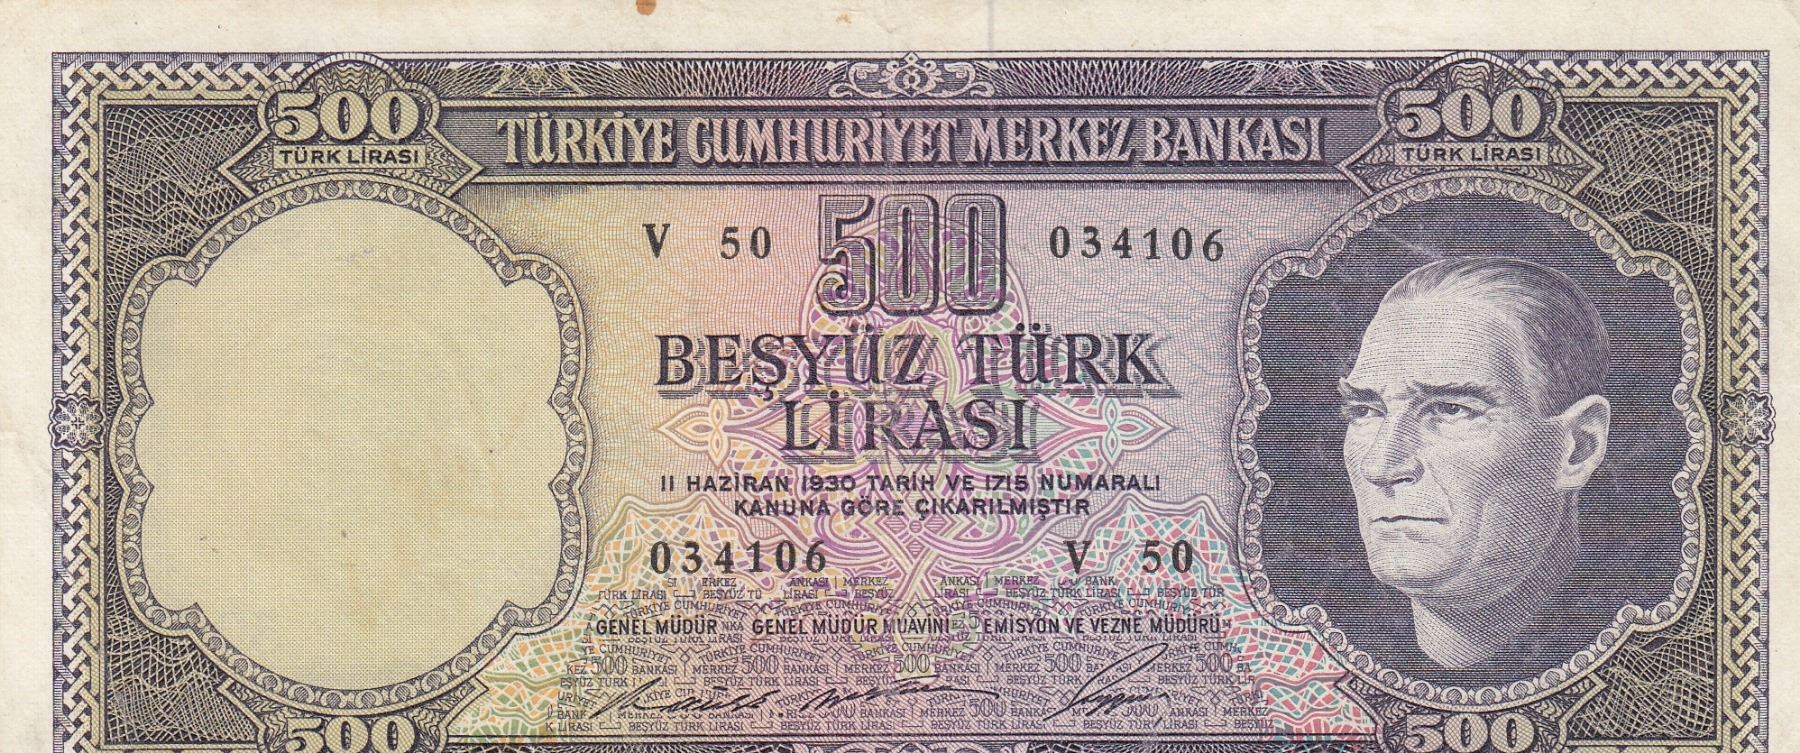 500
TÜRK LİRASI
TÜRKİYE CUMHURİYET MERKEZ BANKASI
500
TÜRK LİRASI
V 50 500 034106
BEŞYÜZ TÜRK
LİRASI
11 HAZİRAN 1930 TARİH VE 1715 NUMARALI
KANUNA GÖRE ÇIKARILMIŞTIR
034106 V 50
GENEL MÜDÜR GENEL MÜDÜR MUAVİNİ EMİSYON VE VEZNE MÜDÜRÜ
500
500